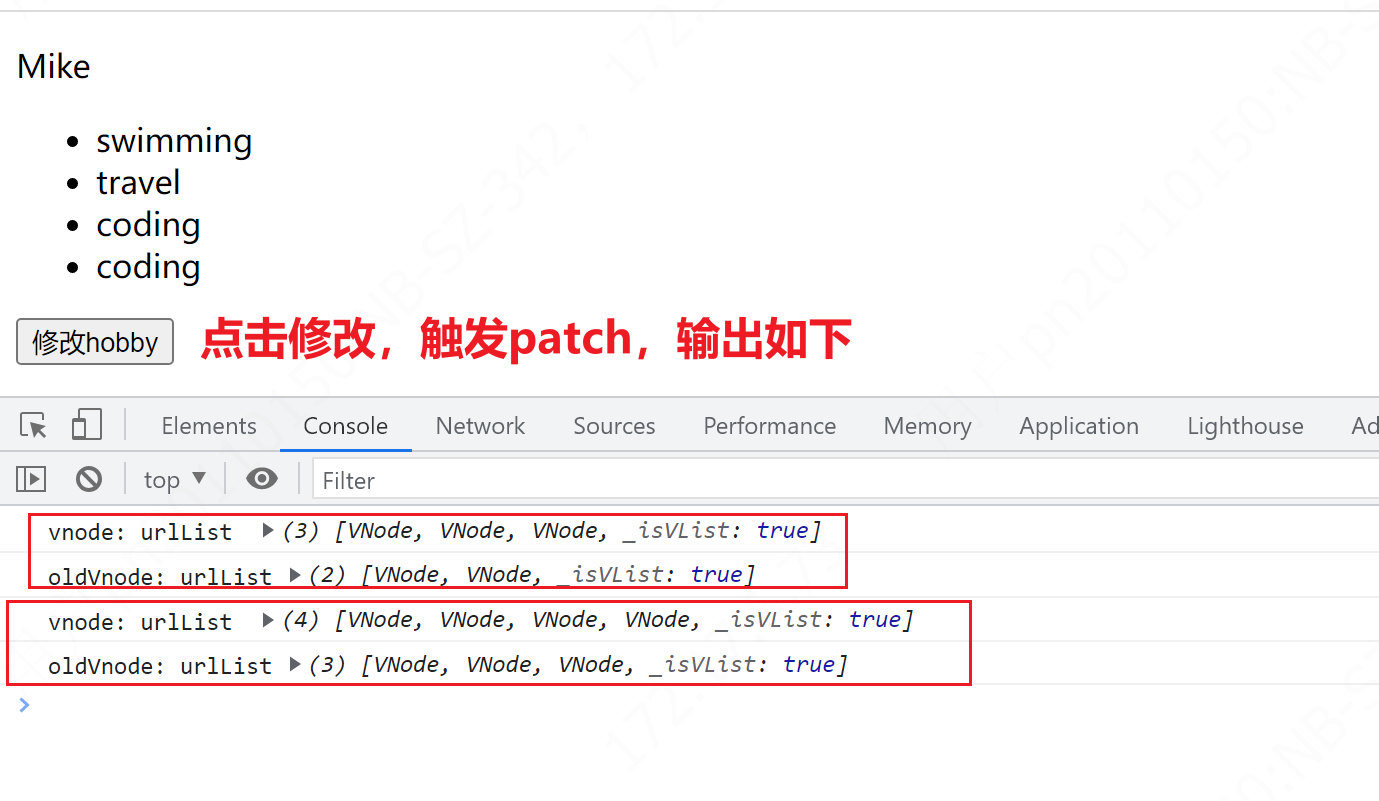 Mike
swimming
travel
coding
coding
修改hobby 点击修改，触发patch，输出如下
Elements Console Network Sources Performance Memory Application Lighthouse Ad
top Filter
vnode: urlList (3) [VNode, VNode, VNode, _isVList: true]
oldVnode: urlList (2) [VNode, VNode, _isVList: true]
vnode: urlList (4) [VNode, VNode, VNode, VNode, _isVList: true]
oldVnode: urlList (3) [VNode, VNode, VNode, _isVList: true]